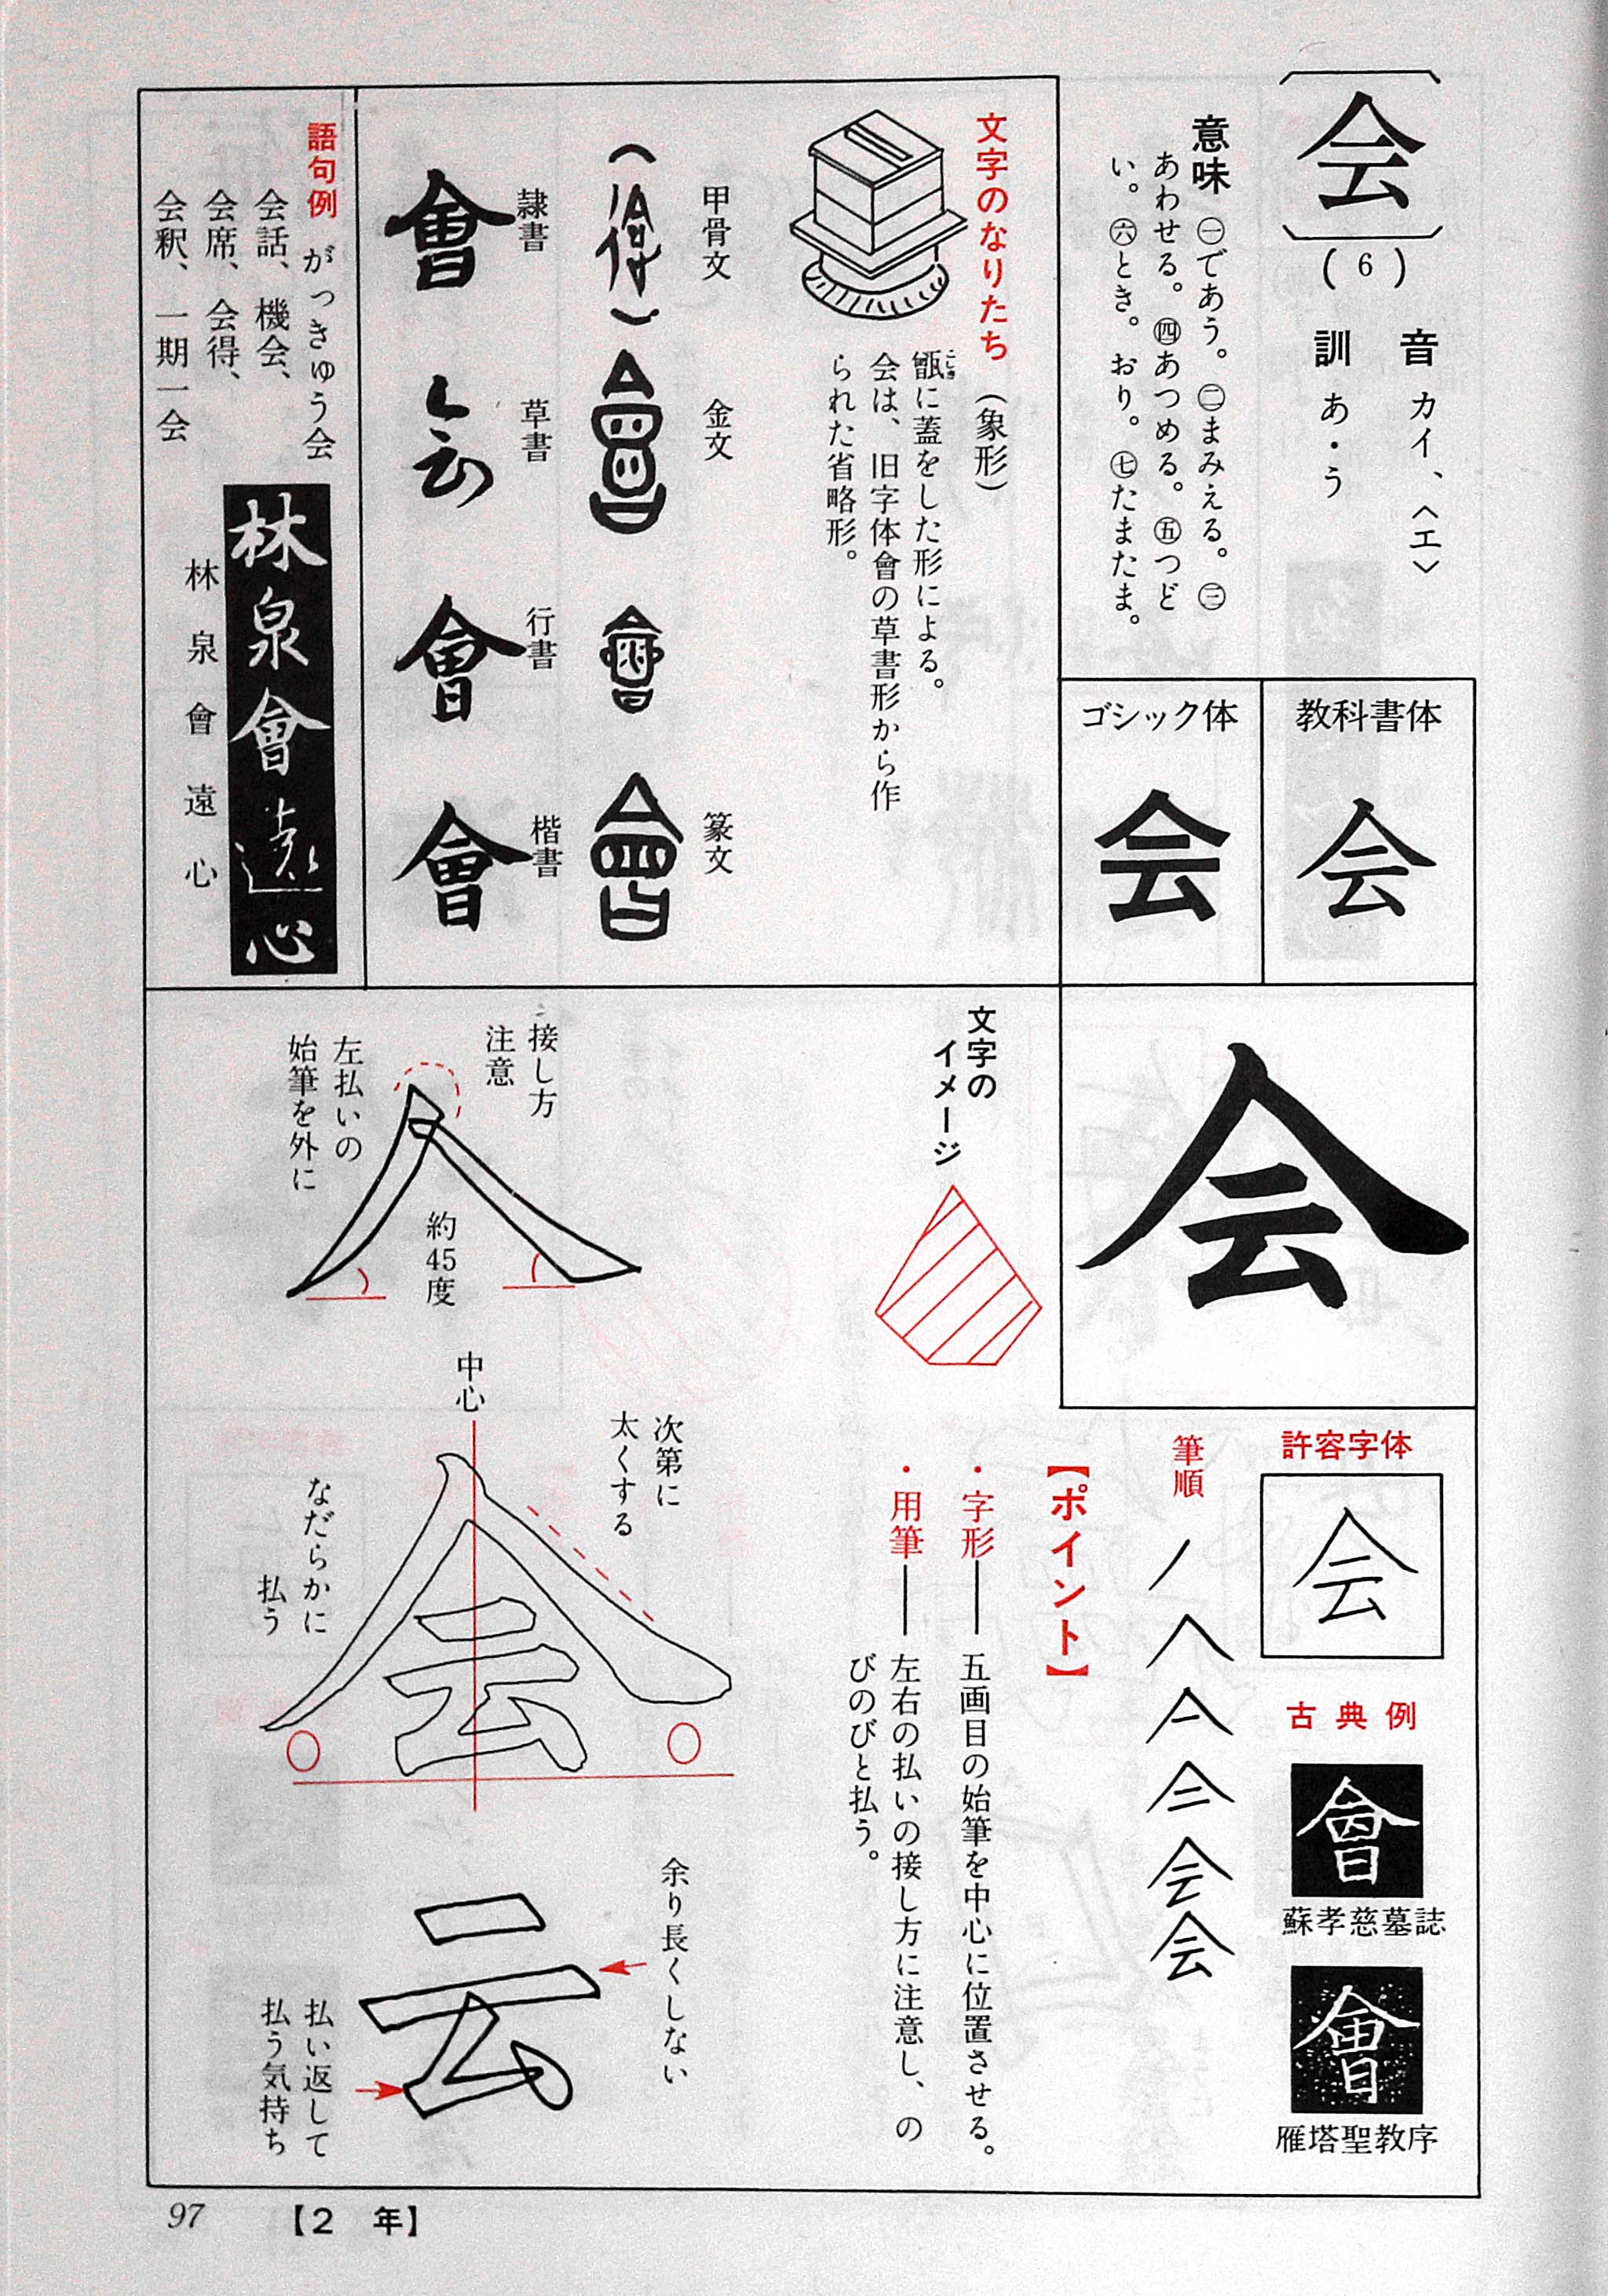 会
(6)
音 カイ、〈エ〉
訓 あ・う
意味 ㊀であう。㊁まみえる。㊂
あわせる。㊃あつめる。㊄つど
い。㊅とき。おり。㊆たまたま。
教科書体
会
ゴシック体
会
会
文字のなりたち(象形)
甑に蓋をした形による。
こしき
会は、旧字体會の草書形から作
られた省略形。
甲骨文
金文
篆文
隷書
會
草書
行書
會
楷書
會
語句例 がっきゅう会
会話、機会、
会席、会得、
会釈、一期一会
林泉會遠心
林泉會遠心
許容字体
会
古典例
會
蘇孝慈墓誌
會
雁塔聖教序
筆順
会
【ポイント】
・字形――五画目の始筆を中心に位置させる。
・用筆――左右の払いの接し方に注意し、の
びのびと払う。
文字の
イメージ
接し方
注意
左払いの
始筆を外に
約45度
中心
次第に
太くする
なだらかに
払う
会
余り長くしない
払い返して
払う気持ち
97
【2 年】